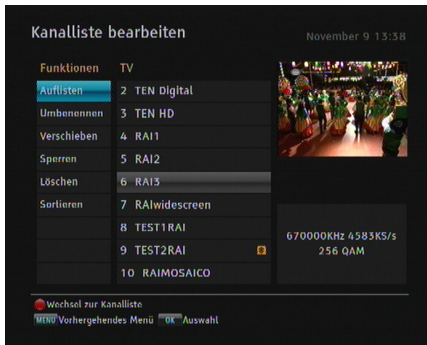 Kanalliste bearbeiten
November 9 13:38
Funktionen
TV
Auflisten
Umbenennen
Verschieben
Sperren
Löschen
Sortieren
2 TEN Digital
3 TEN HD
4 RAI1
5 RAI2
6 RAI3
7 RAIwidescreen
8 TEST1RAI
9 TEST2RAI
10 RAIMOSAICO
670000KHz 4583KS/s
256 QAM
Wechsel zur Kanalliste
MENU Vorhergehendes Menü OK Auswahl